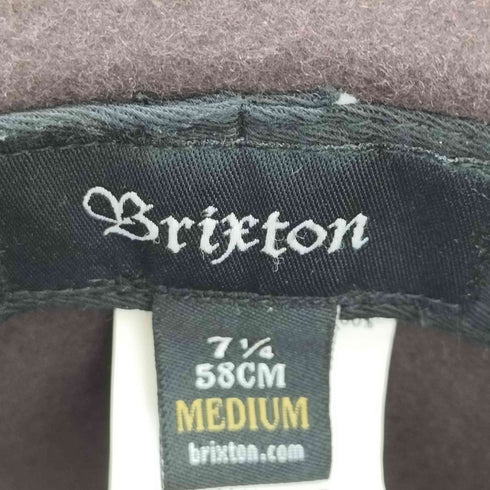 Brixton
7 1/4
58CM
MEDIUM
brixton.com